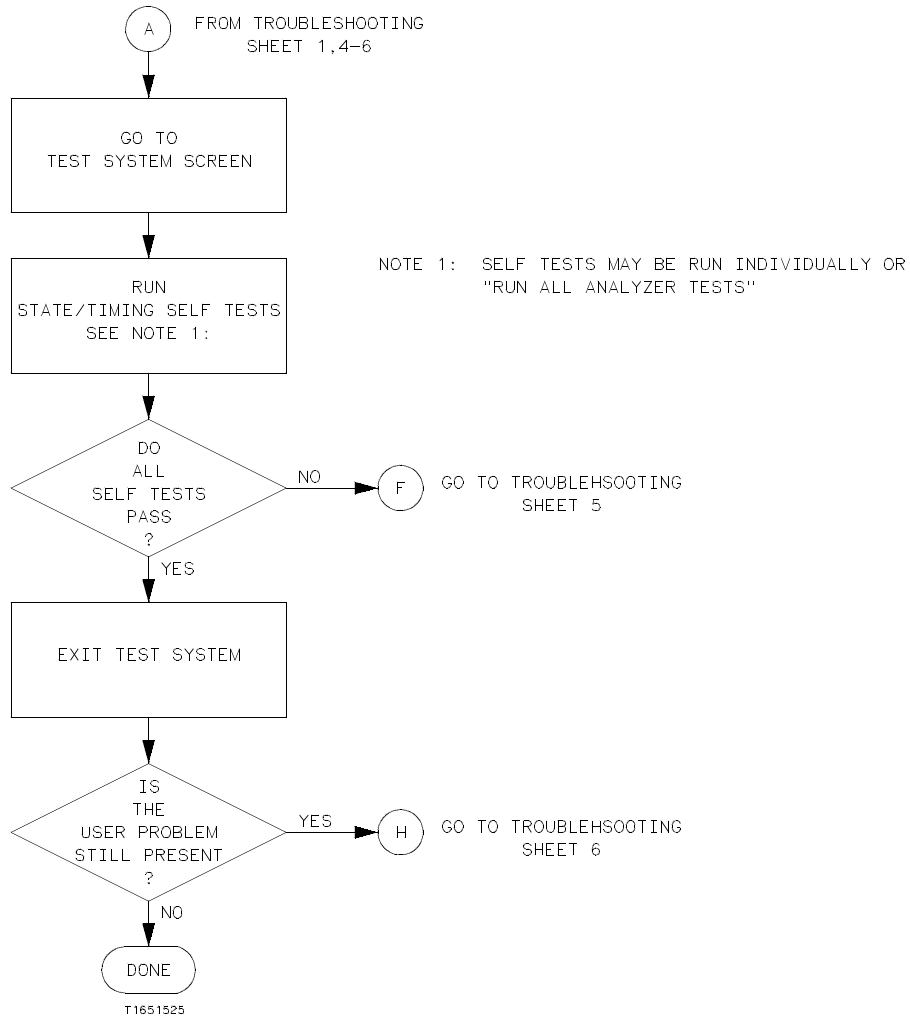 A
FROM TROUBLESHOOTING
SHEET 1,4-6
GO TO
TEST SYSTEM SCREEN
RUN
STATE/TIMING SELF TESTS
SEE NOTE 1:
NOTE 1: SELF TESTS MAY BE RUN INDIVIDUALLY OR
"RUN ALL ANALYZER TESTS"
DO
ALL
SELF TESTS
PASS
?
NO
F
GO TO TROUBLEHSOOTING
SHEET 5
YES
EXIT TEST SYSTEM
IS
THE
USER PROBLEM
STILL PRESENT
?
YES
H
GO TO TROUBLEHSOOTING
SHEET 6
NO
DONE
T1651525